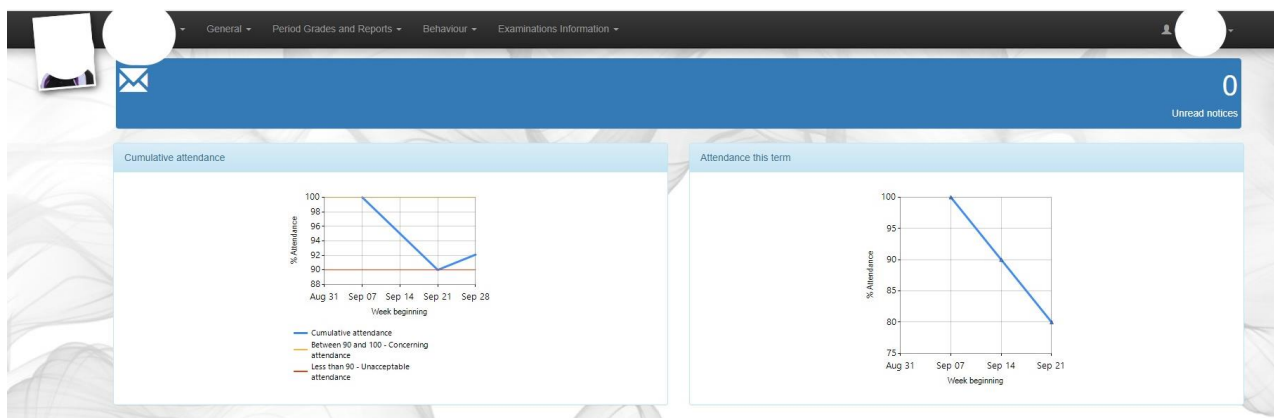 General
Period Grades and Reports
Behaviour
Examinations Information
0
Unread notices
Cumulative attendance
100
98
96
94
92
90
88
% Attendance
Aug 31 Sep 07 Sep 14 Sep 21 Sep 28
Week beginning
Cumulative attendance
Between 90 and 100 - Concerning
attendance
Less than 90 - Unacceptable
attendance
Attendance this term
100
95
90
85
80
75
% Attendance
Aug 31 Sep 07 Sep 14 Sep 21
Week beginning